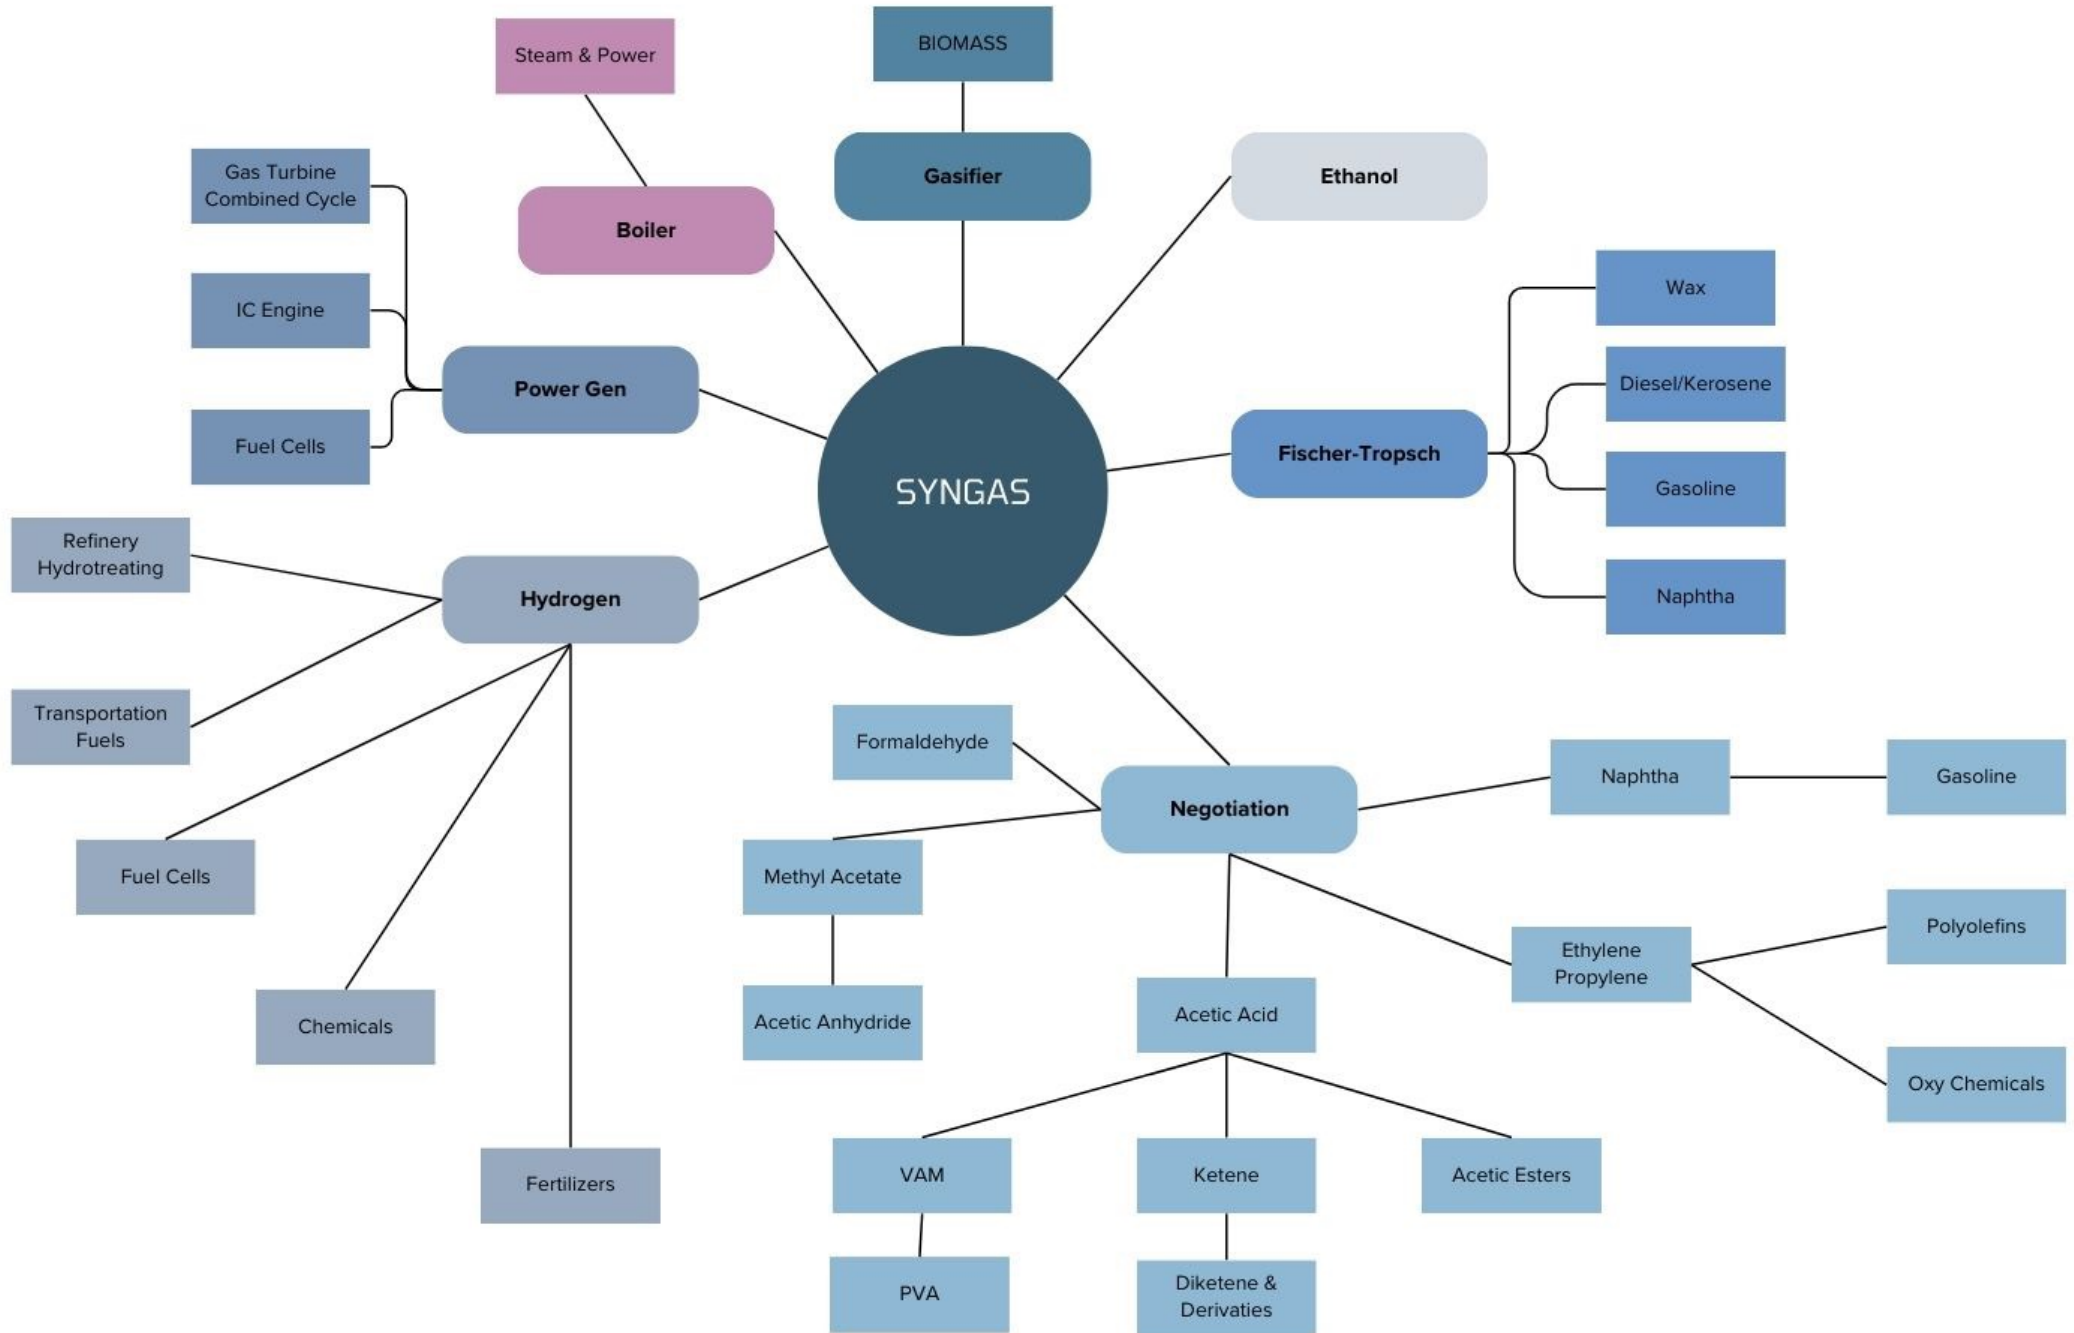 Steam & Power
BIOMASS
Gas Turbine
Combined Cycle
Gasifier
Ethanol
Boiler
Wax
IC Engine
Diesel/Kerosene
Power Gen
Fuel Cells
Fischer-Tropsch
SYNGAS
Gasoline
Refinery
Hydrotreating
Hydrogen
Naphtha
Transportation
Fuels
Formaldehyde
Negotiation
Naphtha
Gasoline
Fuel Cells
Methyl Acetate
Polyolefins
Ethylene
Propylene
Chemicals
Acetic Anhydride
Acetic Acid
Oxy Chemicals
Fertilizers
VAM
Ketene
Acetic Esters
PVA
Diketene &
Derivaties